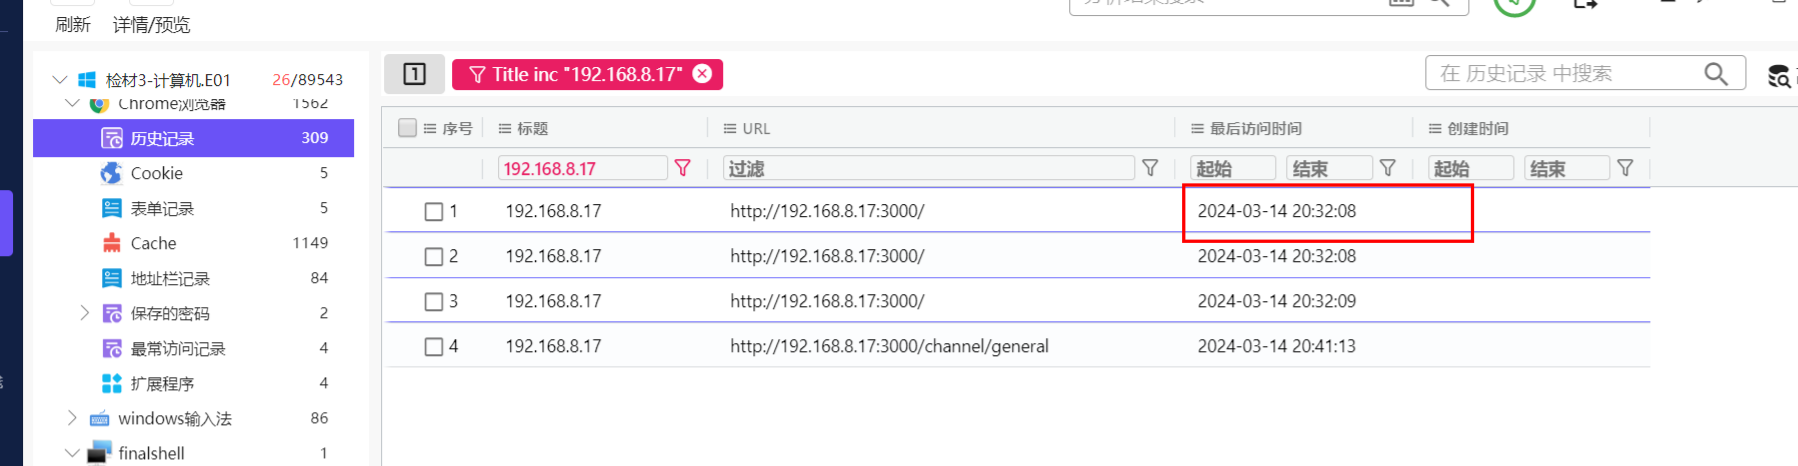 刷新 详情/预览
检材3-计算机.E01 26/89543
Chrome浏览器 1562
历史记录 309
Cookie 5
表单记录 5
Cache 1149
地址栏记录 84
保存的密码 2
最常访问记录 4
扩展程序 4
windows输入法 86
finalshell 1
1 Title inc "192.168.8.17" 在 历史记录 中搜索
序号 标题 URL 最后访问时间 创建时间
192.168.8.17 过滤 起始 结束 起始 结束
1 192.168.8.17 http://192.168.8.17:3000/ 2024-03-14 20:32:08
2 192.168.8.17 http://192.168.8.17:3000/ 2024-03-14 20:32:08
3 192.168.8.17 http://192.168.8.17:3000/ 2024-03-14 20:32:09
4 192.168.8.17 http://192.168.8.17:3000/channel/general 2024-03-14 20:41:13